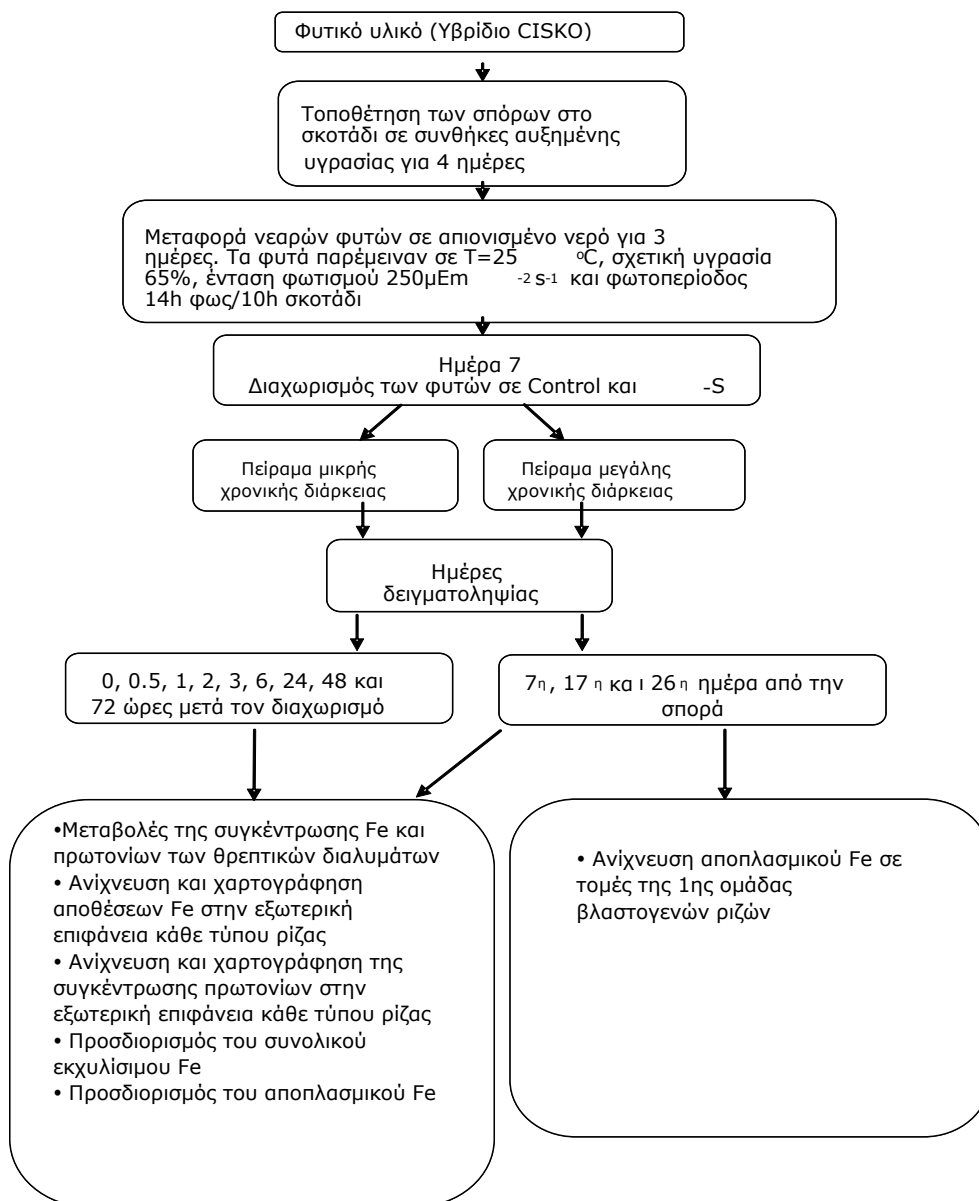 Φυτικό υλικό (Υβρίδιο CISKO)
Τοποθέτηση των σπόρων στο
σκοτάδι σε συνθήκες αυξημένης
υγρασίας για 4 ημέρες
Μεταφορά νεαρών φυτών σε απιονισμένο νερό για 3
ημέρες. Τα φυτά παρέμειναν σε T=25 οC, σχετική υγρασία
65%, ένταση φωτισμού 250μEm -2 s-1 και φωτοπερίοδος
14h φως/10h σκοτάδι
Ημέρα 7
Διαχωρισμός των φυτών σε Control και -S
Πείραμα μικρής
χρονικής διάρκειας
Πείραμα μεγάλης
χρονικής διάρκειας
Ημέρες
δειγματοληψίας
0, 0.5, 1, 2, 3, 6, 24, 48 και
72 ώρες μετά τον διαχωρισμό
7η, 17 η κα ι 26 η ημέρα από την
σπορά
•Μεταβολές της συγκέντρωσης Fe και
πρωτονίων των θρεπτικών διαλυμάτων
• Ανίχνευση και χαρτογράφηση
αποθέσεων Fe στην εξωτερική
επιφάνεια κάθε τύπου ρίζας
• Ανίχνευση και χαρτογράφηση της
συγκέντρωσης πρωτονίων στην
εξωτερική επιφάνεια κάθε τύπου ρίζας
• Προσδιορισμός του συνολικού
εκχυλίσιμου Fe
• Προσδιορισμός του αποπλασμικού Fe
• Ανίχνευση αποπλασμικού Fe σε
τομές της 1ης ομάδας
βλαστογενών ριζών